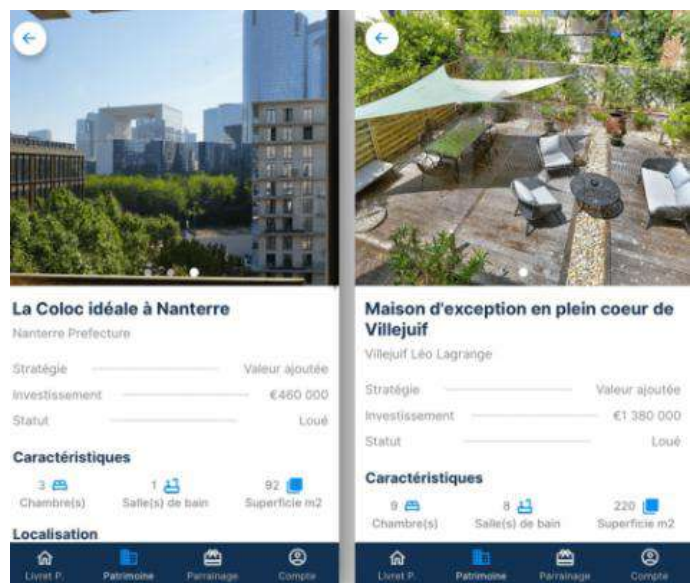 La Coloc idéale à Nanterre
Nanterre Prefecture
Stratégie Valeur ajoutée
Investissement €460 000
Statut Loué
Caractéristiques
3 1 92
Chambre(s) Salle(s) de bain Superficie m2
Localisation
Livret P. Patrimoine Parrainage Compte
Maison d'exception en plein coeur de
Villejuif
Villejuif Léo Lagrange
Stratégie Valeur ajoutée
Investissement €1 380 000
Statut Loué
Caractéristiques
9 8 220
Chambre(s) Salle(s) de bain Superficie m2
Livret P. Patrimoine Parrainage Compte